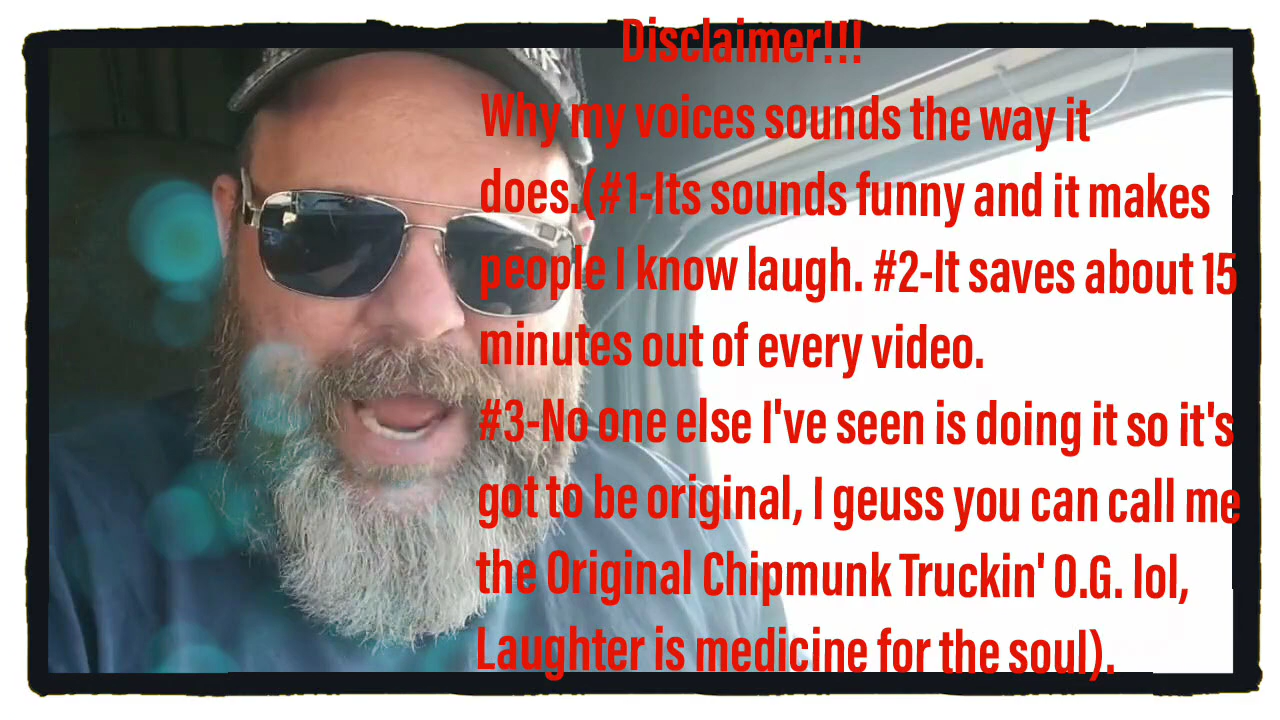 Disclaimer!!!
Why my voices sounds the way it
does.(#1-Its sounds funny and it makes
people I know laugh. #2-It saves about 15
minutes out of every video.
#3-No one else I've seen is doing it so it's
got to be original, I geuss you can call me
the Original Chipmunk Truckin' O.G. lol,
Laughter is medicine for the soul).